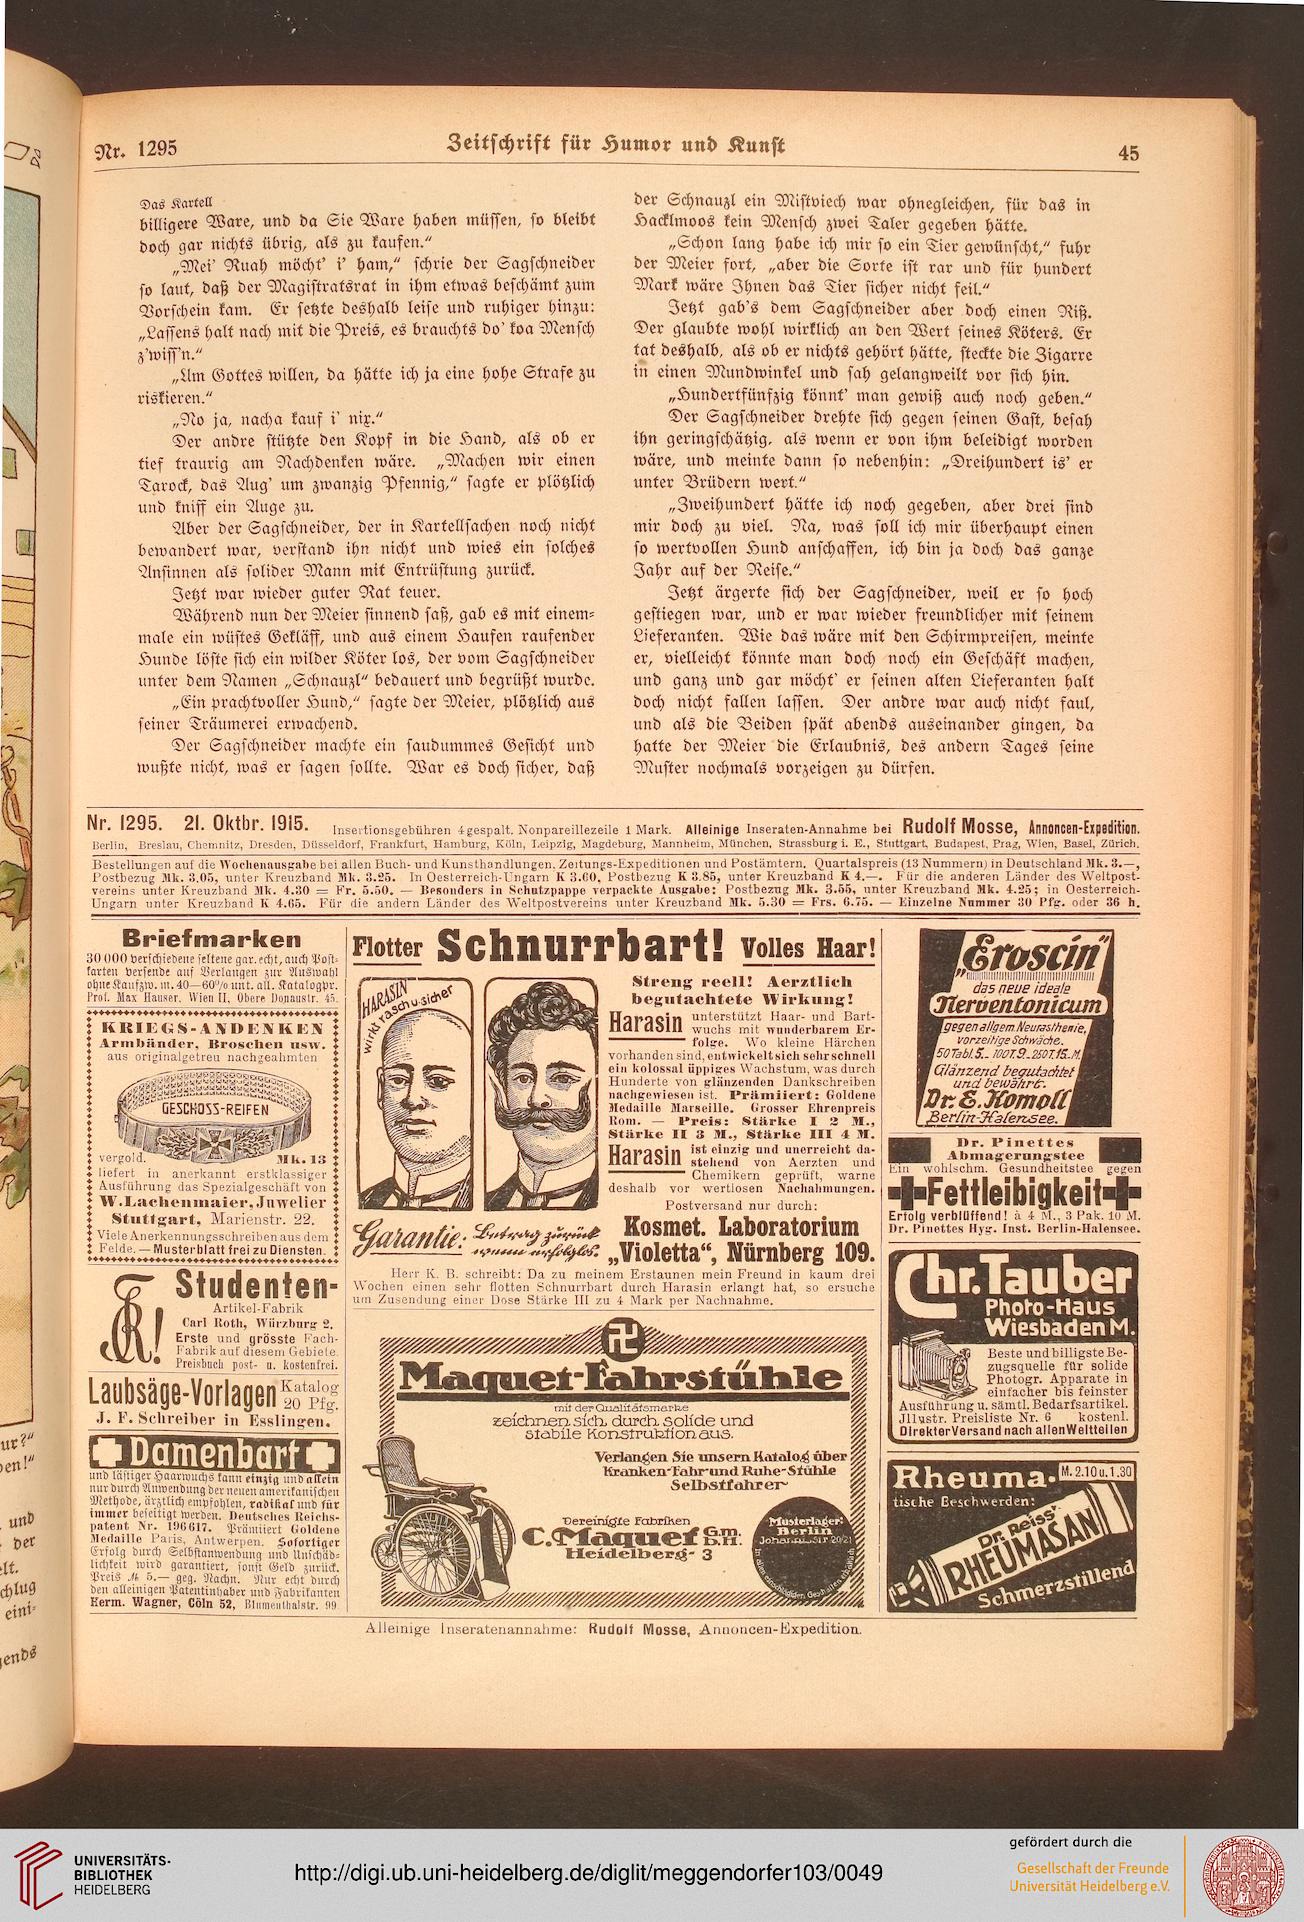 Nr. 1295
Zeitschrift für Humor und Kunst
45
Das Kartell
billigere Ware, und da Sie Ware haben müssen, so bleibt
doch gar nichts übrig, als zu kaufen."
„Mei' Ruah möcht' i' ham," schrie der Sagschneider
so laut, daß der Magistratsrat in ihm etwas beschämt zum
Vorschein kam. Er setzte deshalb leise und ruhiger hinzu:
„Lassens halt nach mit die Preis, es brauchts do' koa Mensch
z'wiss'n."
„Um Gottes willen, da hätte ich ja eine hohe Strafe zu
riskieren."
„No ja, nacha kauf i' nix."
Der andre stützte den Kopf in die Hand, als ob er
tief traurig am Nachdenken wäre. „Machen wir einen
Tarock, das Aug' um zwanzig Pfennig," sagte er plötzlich
und kniff ein Auge zu.
Aber der Sagschneider, der in Kartellsachen noch nicht
bewandert war, verstand ihn nicht und wies ein solches
Ansinnen als solider Mann mit Entrüstung zurück.
Jetzt war wieder guter Rat teuer.
Während nun der Meier sinnend saß, gab es mit einem-
male ein wüstes Gekläff, und aus einem Haufen raufender
Hunde löste sich ein wilder Köter los, der vom Sagschneider
unter dem Namen „Schnauzl" bedauert und begrüßt wurde.
„Ein prachtvoller Hund," sagte der Meier, plötzlich aus
seiner Träumerei erwachend.
Der Sagschneider machte ein saudummes Gesicht und
wußte nicht, was er sagen sollte. War es doch sicher, daß
der Schnauzl ein Mistviech war ohnegleichen, für das in
Hacklmoos kein Mensch zwei Taler gegeben hätte.
„Schon lang habe ich mir so ein Tier gewünscht," fuhr
der Meier fort, „aber die Sorte ist rar und für hundert
Mark wäre Ihnen das Tier sicher nicht feil."
Jetzt gab's dem Sagschneider aber doch einen Riß.
Der glaubte wohl wirklich an den Wert seines Köters. Er
tat deshalb, als ob er nichts gehört hätte, steckte die Zigarre
in einen Mundwinkel und sah gelangweilt vor sich hin.
„Hundertfünfzig könnt' man gewiß auch noch geben."
Der Sagschneider drehte sich gegen seinen Gast, besah
ihn geringschätzig, als wenn er von ihm beleidigt worden
wäre, und meinte dann so nebenhin: „Dreihundert is' er
unter Brüdern wert."
„Zweihundert hätte ich noch gegeben, aber drei sind
mir doch zu viel. Na, was soll ich mir überhaupt einen
so wertvollen Hund anschaffen, ich bin ja doch das ganze
Jahr auf der Reise."
Jetzt ärgerte sich der Sagschneider, weil er so hoch
gestiegen war, und er war wieder freundlicher mit seinem
Lieferanten. Wie das wäre mit den Schirmpreisen, meinte
er, vielleicht könnte man doch noch ein Geschäft machen,
und ganz und gar möcht' er seinen alten Lieferanten halt
doch nicht fallen lassen. Der andre war auch nicht faul,
und als die Beiden spät abends auseinander gingen, da
hatte der Meier die Erlaubnis, des andern Tages seine
Muster nochmals vorzeigen zu dürfen.
Nr. 1295. 21. Oktbr. 1915. Insertionsgebühren 4gespalt. Nonpareillezeile 1 Mark. Alleinige Inseraten-Annahme bei Rudolf Mosse, Annoncen-Expedition.
Berlin, Breslau, Chemnitz, Dresden, Düsseldorf, Frankfurt, Hamburg, Köln, Leipzig, Magdeburg, Mannheim, München, Strassburg i. E., Stuttgart, Budapest, Prag, Wien, Basel, Zürich.
Bestellungen auf die Wochenausgabe bei allen Buch- und Kunsthandlungen, Zeitungs-Expeditionen und Postämtern. Quartalspreis (13 Nummern) in Deutschland Mk. 3.—,
Postbezug Mk. 3.05, unter Kreuzband Mk. 3.25. In Oesterreich-Ungarn K 3.60, Postbezug K 3.85, unter Kreuzband K 4.—. Für die anderen Länder des Weltpost-
vereins unter Kreuzband Mk. 4.30 = Fr. 5.50. — Besonders in Schutzpappe verpackte Ausgabe: Postbezug Mk. 3.55, unter Kreuzband Mk. 4.25; in Oesterreich-
Ungarn unter Kreuzband K 4.65. Für die andern Länder des Weltpostvereins unter Kreuzband Mk. 5.30 = Frs. 6.75. — Einzelne Nummer 30 Pfg. oder 36 h.
Briefmarken
30 000 verschiedene seltene gar. echt, auch Post-
karten versende auf Verlangen zur Auswahl
ohne Kaufzw. m. 40—60% unt. all. Katalogpr.
Prof. Max Hauser, Wien II, Obere Donaustr. 45.
KRIEGS-ANDENKEN
Armbänder, Broschen usw.
aus originalgetreu nachgeahmten
GESCHOSS-REIFEN
vergold. Mk. 13
liefert in anerkannt erstklassiger
Ausführung das Spezialgeschäft von
W. Lachenmaier, Juwelier
Stuttgart, Marienstr. 22.
Viele Anerkennungsschreiben aus dem
Felde. — Musterblatt frei zu Diensten.
Studenten-
Artikel-Fabrik
Carl Roth, Würzburg 2.
Erste und grösste Fach-
Fabrik auf diesem Gebiete.
Preisbuch post- u. kostenfrei.
Laubsäge-Vorlagen Katalog
20 Pfg.
J. F. Schreiber in Esslingen.
Damenbart
und lästiger Haarwuchs kann einzig und allein
nur durch Anwendung der neuen amerikanischen
Methode, ärztlich empfohlen, radikal und für
immer beseitigt werden. Deutsches Reichs-
patent Nr. 196617. Prämiiert Goldene
Medaille Paris, Antwerpen. Sofortiger
Erfolg durch Selbstanwendung und Unschäd-
lichkeit wird garantiert, sonst Geld zurück.
Preis ℳ 5.— geg. Nachn. Nur echt durch
den alleinigen Patentinhaber und Fabrikanten
Herm. Wagner, Cöln 52, Blumenthalstr. 99
Flotter Schnurrbart! Volles Haar!
HARASIN
wirkt rasch u. sicher
Streng reell! Aerztlich
begutachtete Wirkung!
Harasin unterstützt Haar- und Bart-
wuchs mit wunderbarem Er-
folge. Wo kleine Härchen
vorhanden sind, entwickelt sich sehr schnell
ein kolossal üppiges Wachstum, was durch
Hunderte von glänzenden Dankschreiben
nachgewiesen ist. Prämiiert: Goldene
Medaille Marseille. Grosser Ehrenpreis
Rom. — Preis: Stärke I 2 M.,
Stärke II 3 M., Stärke III 4 M.
Harasin ist einzig und unerreicht da-
stehend von Aerzten und
Chemikern geprüft, warne
deshalb vor wertlosen Nachahmungen.
Postversand nur durch:
Garantie: Betrag zurück
wenn erfolglos.
Kosmet. Laboratorium
„Violetta", Nürnberg 109.
Herr K. B. schreibt: Da zu meinem Erstaunen mein Freund in kaum drei
Wochen einen sehr flotten Schnurrbart durch Harasin erlangt hat, so ersuche
um Zusendung einer Dose Stärke III zu 4 Mark per Nachnahme.
Maquet-Fahrstühle
mit der Qualitätsmarke
zeichnen sich durch solide und
stabile Konstruktion aus.
Verlangen Sie unsern Katalog über
Kranken-Fahr- und Ruhe-Stühle
Selbstfahrer
Vereinigte Fabriken
C. Maquet G.m.
b.H.
Heidelberg-3
Musterlager:
Berlin
Johannisstr. 20/21
„Eroscin"
das neue ideale
Nerventonicum
gegen allgem. Neurasthenie,
vorzeitige Schwäche.
50 Tabl. 5.- 100 T. 9.- 250 T. 15.- M.
Glänzend begutachtet
und bewährt.
Dr. E. Komoll
Berlin-Halensee.
Dr. Pinettes
Abmagerungstee
Ein wohlschm. Gesundheitstee gegen
Fettleibigkeit
Erfolg verblüffend! à 4 M., 3 Pak. 10 M.
Dr. Pinettes Hyg. Inst. Berlin-Halensee.
Chr. Tauber
Photo-Haus
Wiesbaden M.
Beste und billigste Be-
zugsquelle für solide
Photogr. Apparate in
einfacher bis feinster
Ausführung u. sämtl. Bedarfsartikel.
Jllustr. Preisliste Nr. 6 kostenl.
Direkter Versand nach allen Weltteilen
Rheuma- M. 2.10 u. 1.30
tische Beschwerden:
Dr. Reiss'
RHEUMASAN
Schmerzstillend
Alleinige Inseratenannahme: Rudolf Mosse, Annoncen-Expedition.
UNIVERSITÄTS-
BIBLIOTHEK
HEIDELBERG
http://digi.ub.uni-heidelberg.de/diglit/meggendorfer103/0049
gefördert durch die
Gesellschaft der Freunde
Universität Heidelberg e.V.